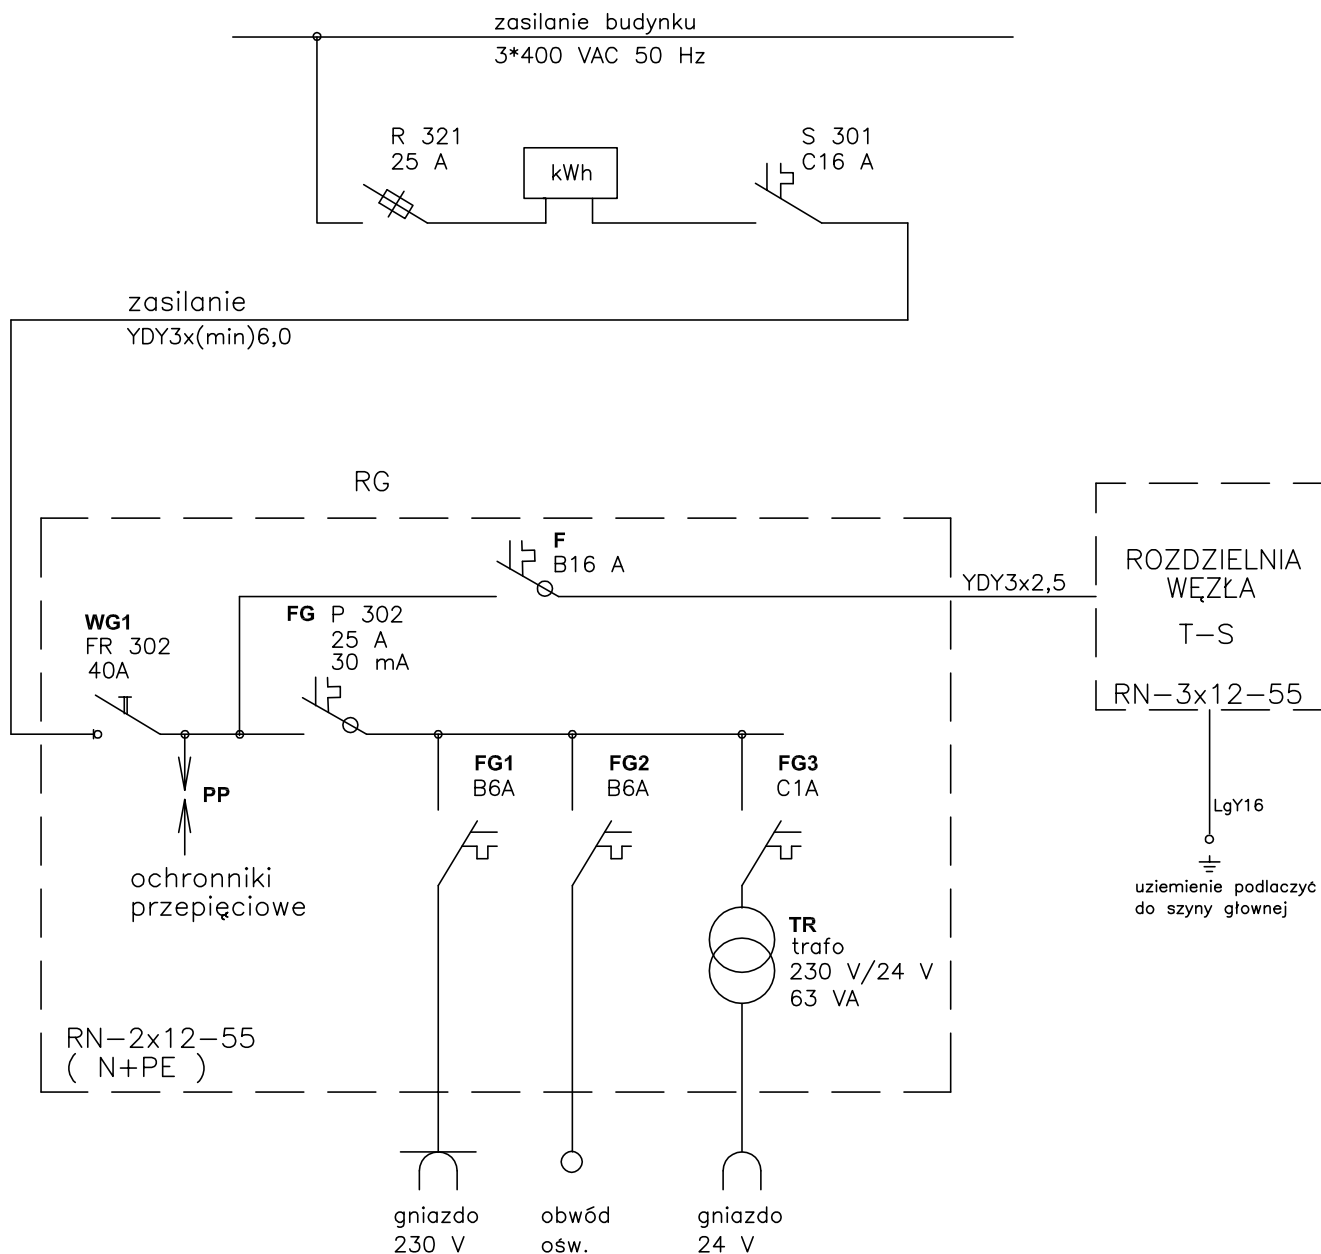 zasilanie budynku
3*400 VAC 50 Hz
R 321
25 A
kWh
S 301
C16 A
zasilanie
YDY3x(min)6,0
RG
F
B16 A
YDY3x2,5
ROZDZIELNIA
WĘZŁA
T-S
RN-3x12-55
WG1
FR 302
40A
FG P 302
25 A
30 mA
PP
ochronniki
przepięciowe
FG1
B6A
FG2
B6A
FG3
C1A
LgY16
uziemienie podlaczyć
do szyny głownej
TR
trafo
230 V/24 V
63 VA
RN-2x12-55
( N+PE )
gniazdo
230 V
obwód
ośw.
gniazdo
24 V